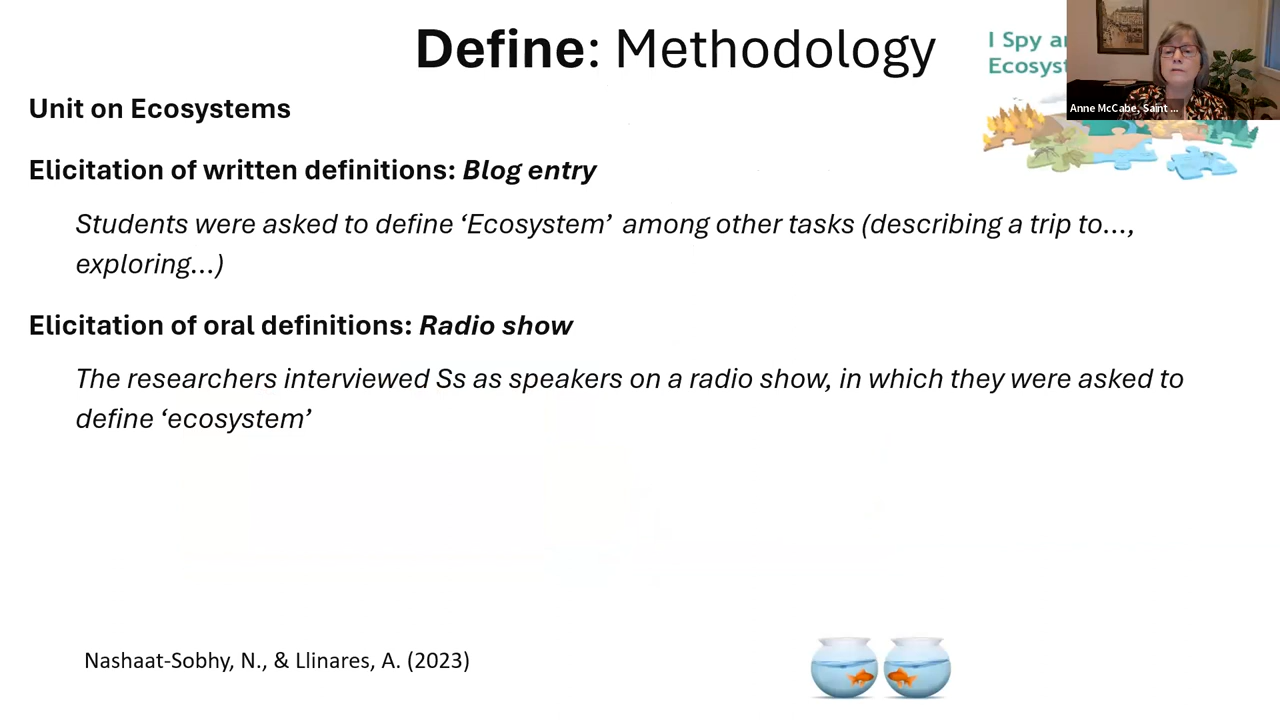 Define: Methodology
I Spy
Unit on Ecosystems
Anne McCabe, Saint ...
Elicitation of written definitions: Blog entry
Students were asked to define ‘Ecosystem’ among other tasks (describing a trip to…,
exploring…)
Elicitation of oral definitions: Radio show
The researchers interviewed Ss as speakers on a radio show, in which they were asked to
define ‘ecosystem’
Nashaat-Sobhy, N., & Llinares, A. (2023)